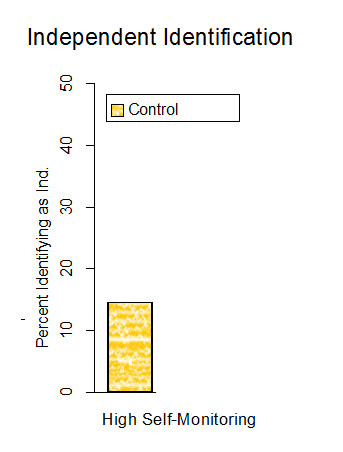 Independent Identification
Percent Identifying as Ind.
50
40
30
20
10
0
Control
High Self-Monitoring